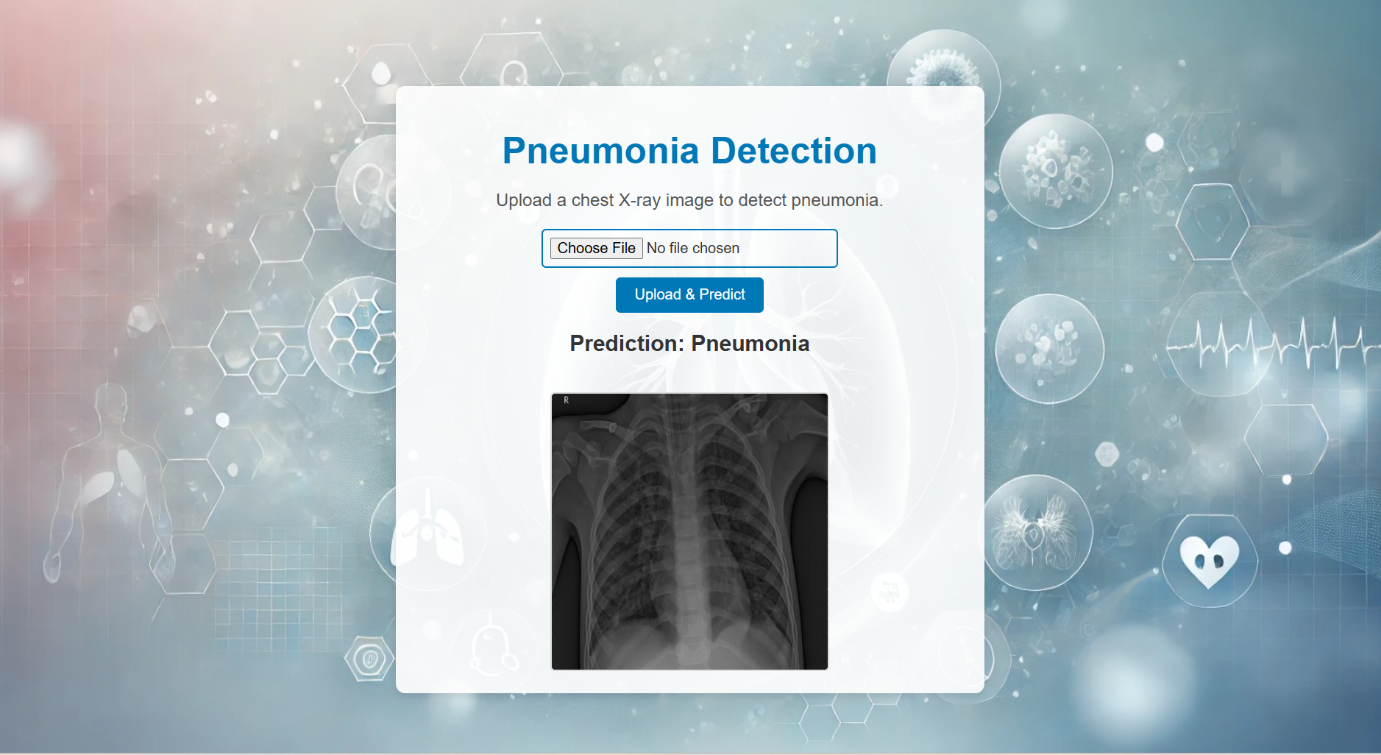 Pneumonia Detection
Upload a chest X-ray image to detect pneumonia.
Choose File No file chosen
Upload & Predict
Prediction: Pneumonia
R